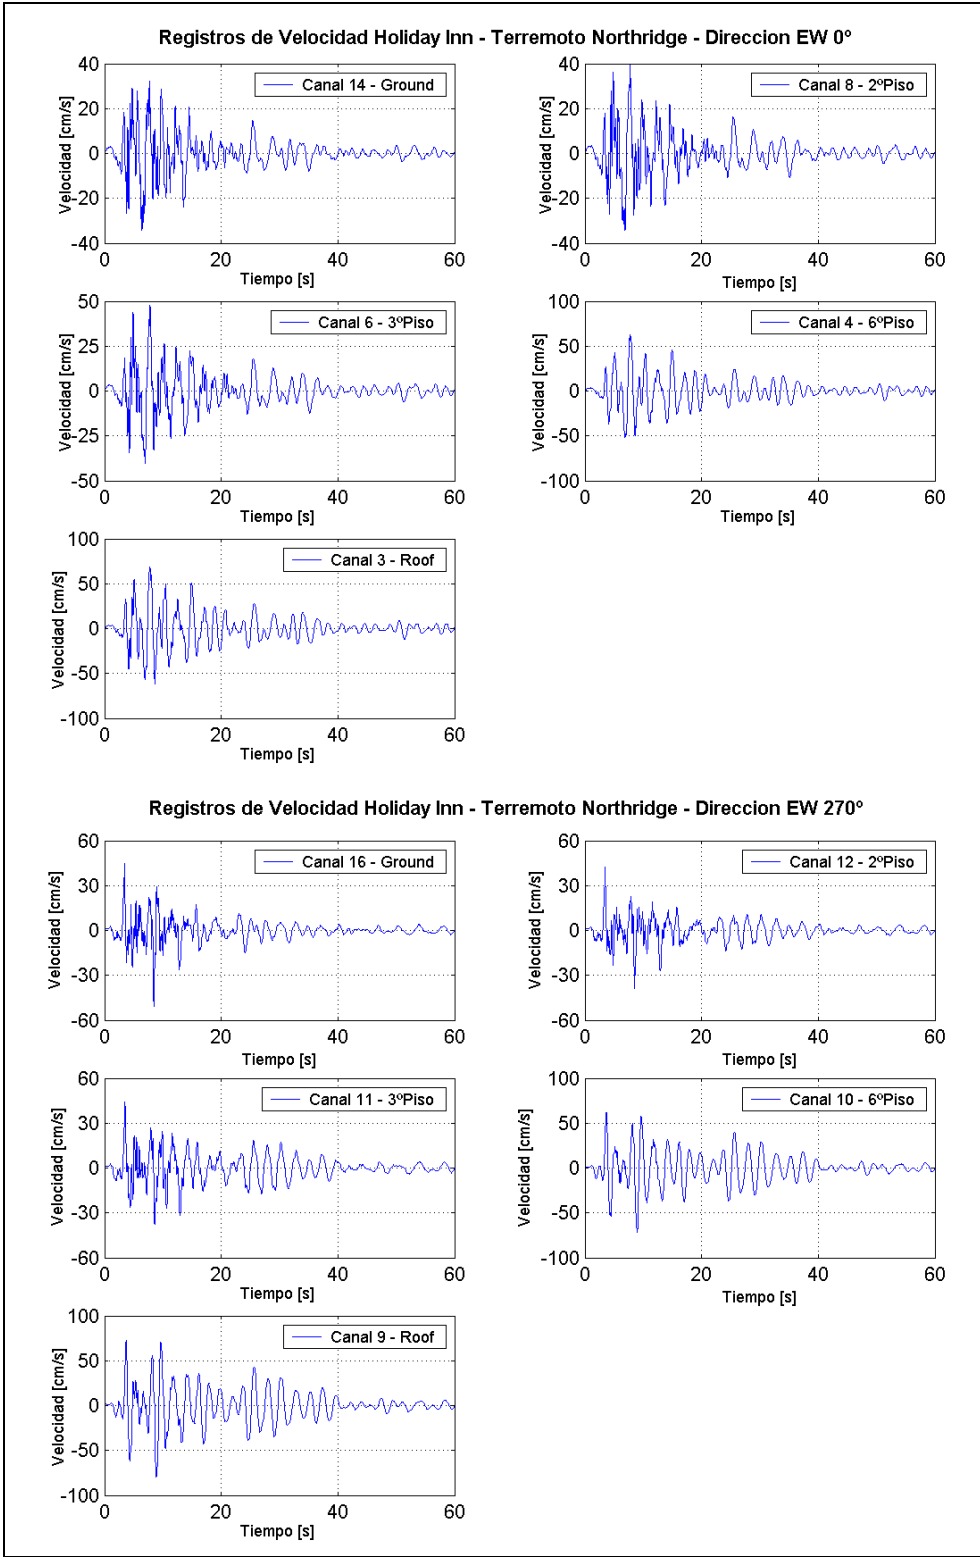 Registros de Velocidad Holiday Inn - Terremoto Northridge - Direccion EW 0º
Canal 14 - Ground
Velocidad [cm/s]
40
20
0
-20
-40
0 20 40 60
Tiempo [s]
Canal 8 - 2ºPiso
Velocidad [cm/s]
40
20
0
-20
-40
0 20 40 60
Tiempo [s]
Canal 6 - 3ºPiso
Velocidad [cm/s]
50
25
0
-25
-50
0 20 40 60
Tiempo [s]
Canal 4 - 6ºPiso
Velocidad [cm/s]
100
50
0
-50
-100
0 20 40 60
Tiempo [s]
Canal 3 - Roof
Velocidad [cm/s]
100
50
0
-50
-100
0 20 40 60
Tiempo [s]
Registros de Velocidad Holiday Inn - Terremoto Northridge - Direccion EW 270º
Canal 16 - Ground
Velocidad [cm/s]
60
30
0
-30
-60
0 20 40 60
Tiempo [s]
Canal 12 - 2ºPiso
Velocidad [cm/s]
60
30
0
-30
-60
0 20 40 60
Tiempo [s]
Canal 11 - 3ºPiso
Velocidad [cm/s]
60
30
0
-30
-60
0 20 40 60
Tiempo [s]
Canal 10 - 6ºPiso
Velocidad [cm/s]
100
50
0
-50
-100
0 20 40 60
Tiempo [s]
Canal 9 - Roof
Velocidad [cm/s]
100
50
0
-50
-100
0 20 40 60
Tiempo [s]